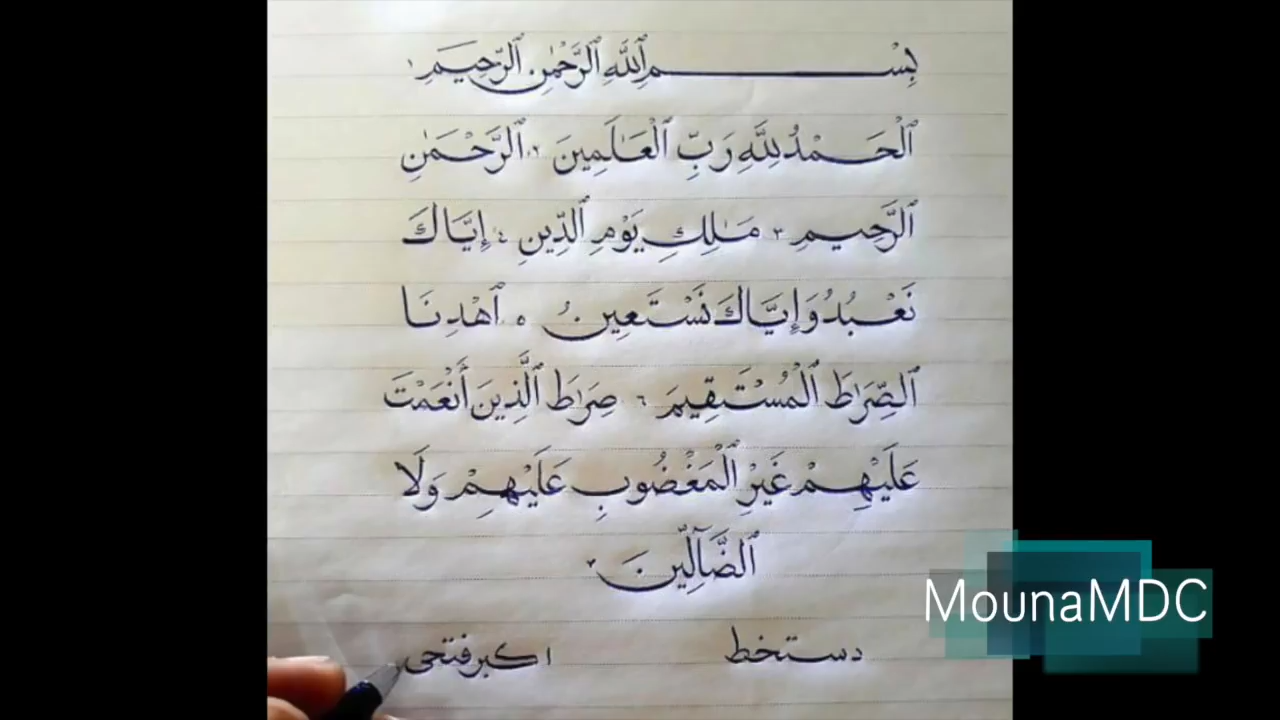 بِسْمِ ٱللَّهِ ٱلرَّحْمَٰنِ ٱلرَّحِيمِ ١
ٱلْحَمْدُ لِلَّهِ رَبِّ ٱلْعَٰلَمِينَ ٢ ٱلرَّحْمَٰنِ
ٱلرَّحِيمِ ٣ مَٰلِكِ يَوْمِ ٱلدِّينِ ٤ إِيَّاكَ
نَعْبُدُ وَإِيَّاكَ نَسْتَعِينُ ٥ ٱهْدِنَا
ٱلصِّرَٰطَ ٱلْمُسْتَقِيمَ ٦ صِرَٰطَ ٱلَّذِينَ أَنْعَمْتَ
عَلَيْهِمْ غَيْرِ ٱلْمَغْضُوبِ عَلَيْهِمْ وَلَا
ٱلضَّآلِّينَ ٧
MounaMDC
دستخط اکبر فتحی